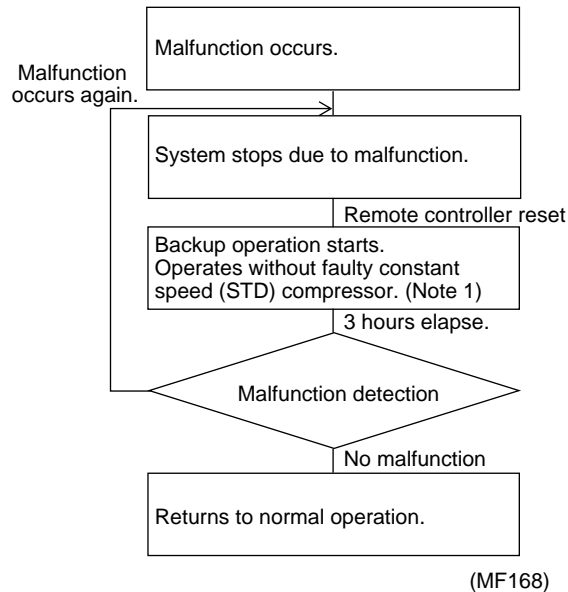 Malfunction occurs.
Malfunction
occurs again.
System stops due to malfunction.
Remote controller reset
Backup operation starts.
Operates without faulty constant
speed (STD) compressor. (Note 1)
3 hours elapse.
Malfunction detection
No malfunction
Returns to normal operation.
(MF168)